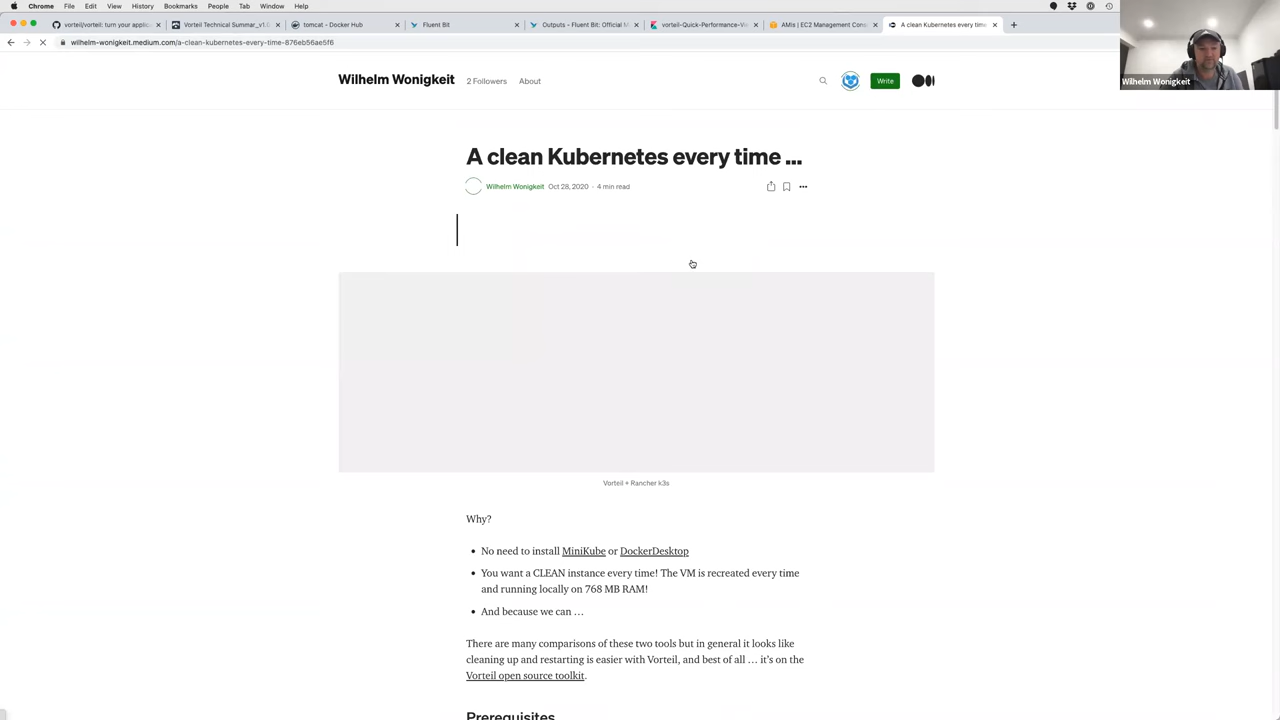 Chrome File Edit View History Bookmarks People Tab Window Help
vorteil/vorteil: turn your applic
Vorteil Technical Summar_v1.0
tomcat - Docker Hub
Fluent Bit
Outputs - Fluent Bit: Official M
vorteil-Quick-Performance-Vi
AMIs | EC2 Management Cons
A clean Kubernetes every time
wilhelm-wonigkeit.medium.com/a-clean-kubernetes-every-time-876eb56ae5f6
Wilhelm Wonigkeit
Wilhelm Wonigkeit 2 Followers About Write
A clean Kubernetes every time ...
Wilhelm Wonigkeit Oct 28, 2020 · 4 min read
Vorteil + Rancher k3s
Why?
No need to install MiniKube or DockerDesktop
You want a CLEAN instance every time! The VM is recreated every time
and running locally on 768 MB RAM!
And because we can …
There are many comparisons of these two tools but in general it looks like
cleaning up and restarting is easier with Vorteil, and best of all … it's on the
Vorteil open source toolkit.
Prerequisites